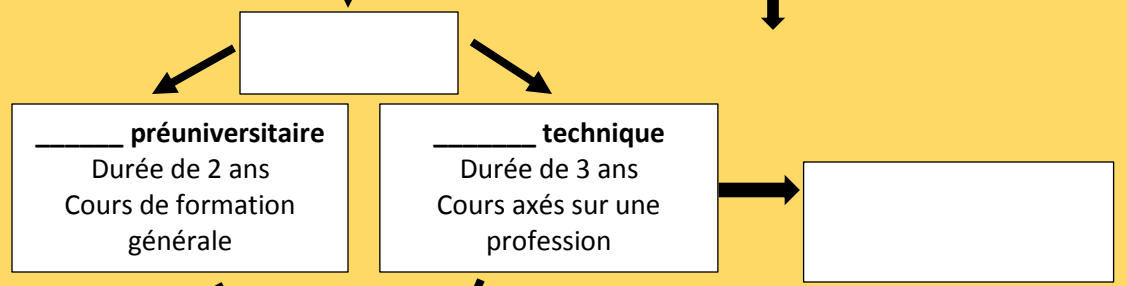 ______ préuniversitaire
Durée de 2 ans
Cours de formation
générale
_______ technique
Durée de 3 ans
Cours axés sur une
profession